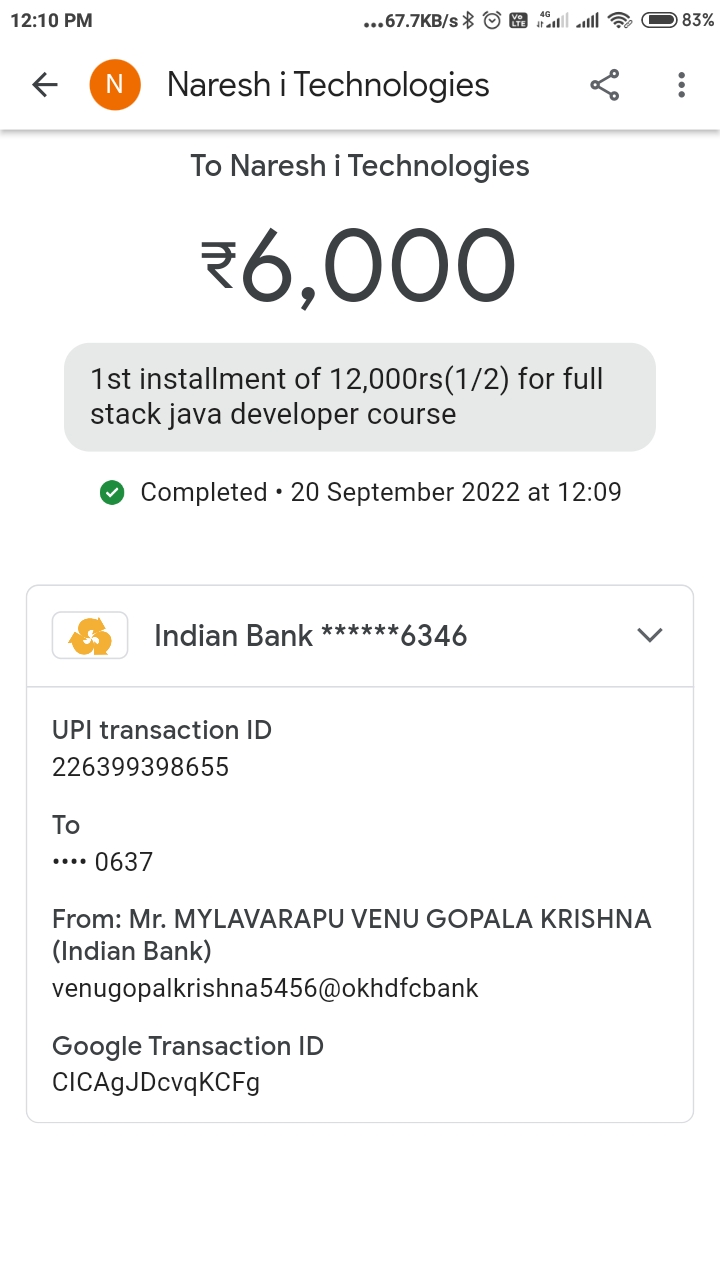 12:10 PM ...67.7KB/s Vo LTE 4G 83%
N Naresh i Technologies
To Naresh i Technologies
₹6,000
1st installment of 12,000rs(1/2) for full
stack java developer course
Completed • 20 September 2022 at 12:09
Indian Bank ******6346
UPI transaction ID
226399398655
To
•••• 0637
From: Mr. MYLAVARAPU VENU GOPALA KRISHNA
(Indian Bank)
venugopalkrishna5456@okhdfcbank
Google Transaction ID
CICAgJDcvqKCFg